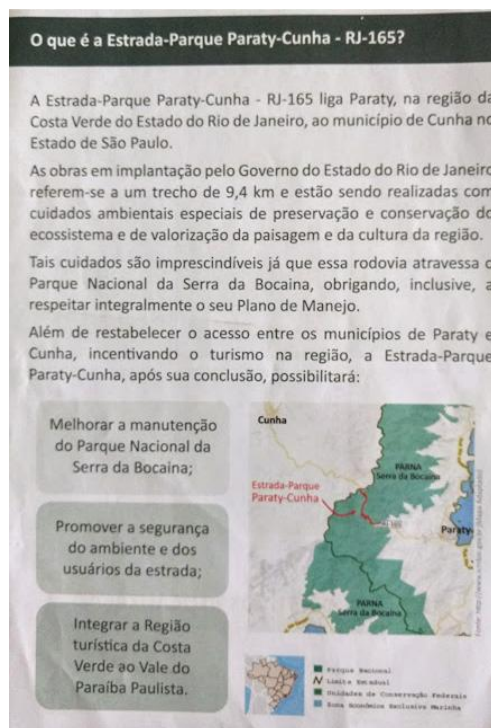 O que é a Estrada-Parque Paraty-Cunha - RJ-165?
A Estrada-Parque Paraty-Cunha - RJ-165 liga Paraty, na região da
Costa Verde do Estado do Rio de Janeiro, ao município de Cunha no
Estado de São Paulo.
As obras em implantação pelo Governo do Estado do Rio de Janeiro
referem-se a um trecho de 9,4 km e estão sendo realizadas com
cuidados ambientais especiais de preservação e conservação do
ecossistema e de valorização da paisagem e da cultura da região.
Tais cuidados são imprescindíveis já que essa rodovia atravessa o
Parque Nacional da Serra da Bocaina, obrigando, inclusive, a
respeitar integralmente o seu Plano de Manejo.
Além de restabelecer o acesso entre os municípios de Paraty e
Cunha, incentivando o turismo na região, a Estrada-Parque
Paraty-Cunha, após sua conclusão, possibilitará:
Melhorar a manutenção
do Parque Nacional da
Serra da Bocaina;
Promover a segurança
do ambiente e dos
usuários da estrada;
Integrar a Região
turística da Costa
Verde ao Vale do
Paraíba Paulista.
Cunha
PARNA
Serra da Bocaina
Estrada-Parque
Paraty-Cunha
RJ 165
Paraty
PARNA
Serra da Bocaina
Parque Nacional
Limite Estadual
Unidades de Conservação Federais
Zona Econômica Exclusiva Marinha